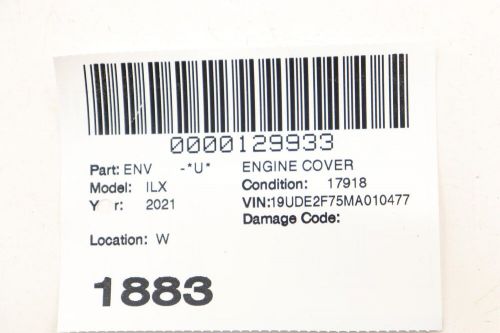 0000129933
Part: ENV -*U* ENGINE COVER
Model: ILX Condition: 17918
Y r: 2021 VIN:19UDE2F75MA010477
Damage Code:
Location: W
1883